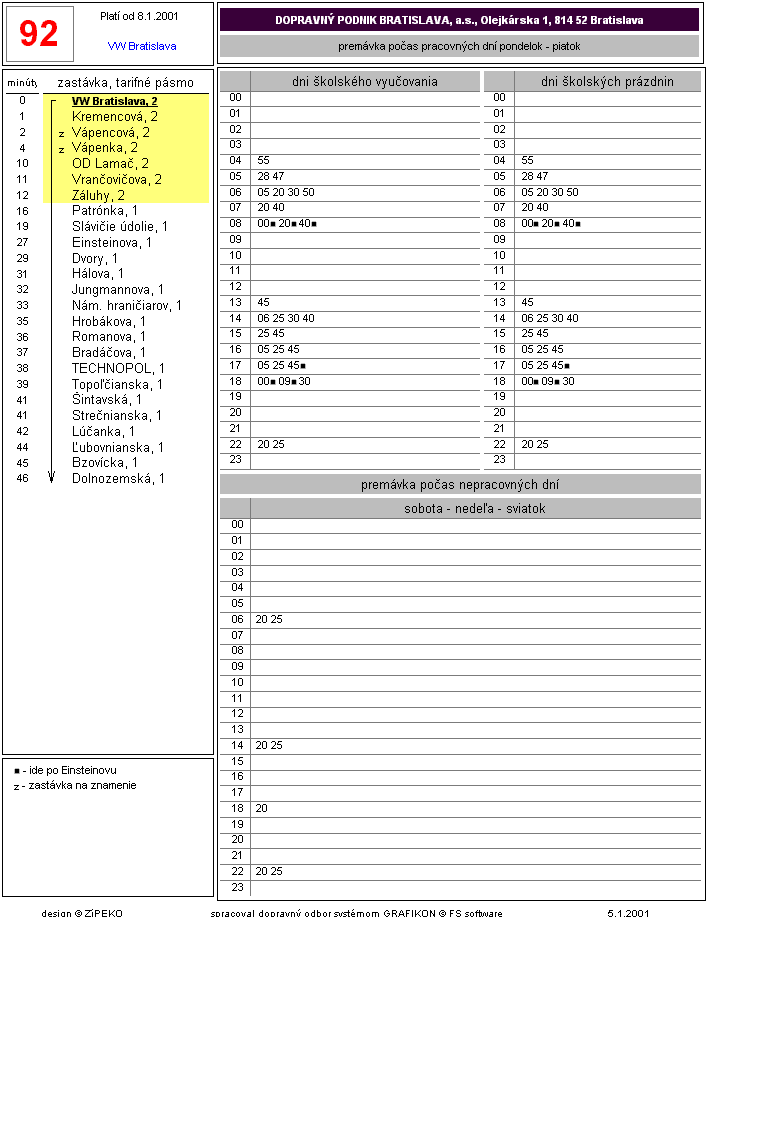 92
Platí od 8.1.2001
VW Bratislava
DOPRAVNÝ PODNIK BRATISLAVA, a.s., Olejkárska 1, 814 52 Bratislava
premávka počas pracovných dní pondelok - piatok
minúty zastávka, tarifné pásmo
0 VW Bratislava, 2
1 Kremencová, 2
2 z Vápencová, 2
4 z Vápenka, 2
10 OD Lamač, 2
11 Vrančovičova, 2
12 Záluhy, 2
16 Patrónka, 1
19 Slávičie údolie, 1
27 Einsteinova, 1
29 Dvory, 1
31 Hálova, 1
32 Jungmannova, 1
33 Nám. hraničiarov, 1
35 Hrobákova, 1
36 Romanova, 1
37 Bradáčova, 1
38 TECHNOPOL, 1
39 Topoľčianska, 1
41 Šintavská, 1
41 Strečnianska, 1
42 Lúčanka, 1
44 Ľubovnianska, 1
45 Bzovícka, 1
46 Dolnozemská, 1
■ - ide po Einsteinovu
z - zastávka na znamenie
dni školského vyučovania
00
01
02
03
04 55
05 28 47
06 05 20 30 50
07 20 40
08 00■ 20■ 40■
09
10
11
12
13 45
14 06 25 30 40
15 25 45
16 05 25 45
17 05 25 45■
18 00■ 09■ 30
19
20
21
22 20 25
23
dni školských prázdnin
00
01
02
03
04 55
05 28 47
06 05 20 30 50
07 20 40
08 00■ 20■ 40■
09
10
11
12
13 45
14 06 25 30 40
15 25 45
16 05 25 45
17 05 25 45■
18 00■ 09■ 30
19
20
21
22 20 25
23
premávka počas nepracovných dní
sobota - nedeľa - sviatok
00
01
02
03
04
05
06 20 25
07
08
09
10
11
12
13
14 20 25
15
16
17
18 20
19
20
21
22 20 25
23
design © ZíPEKO
spracoval dopravný odbor systémom GRAFIKON © FS software
5.1.2001